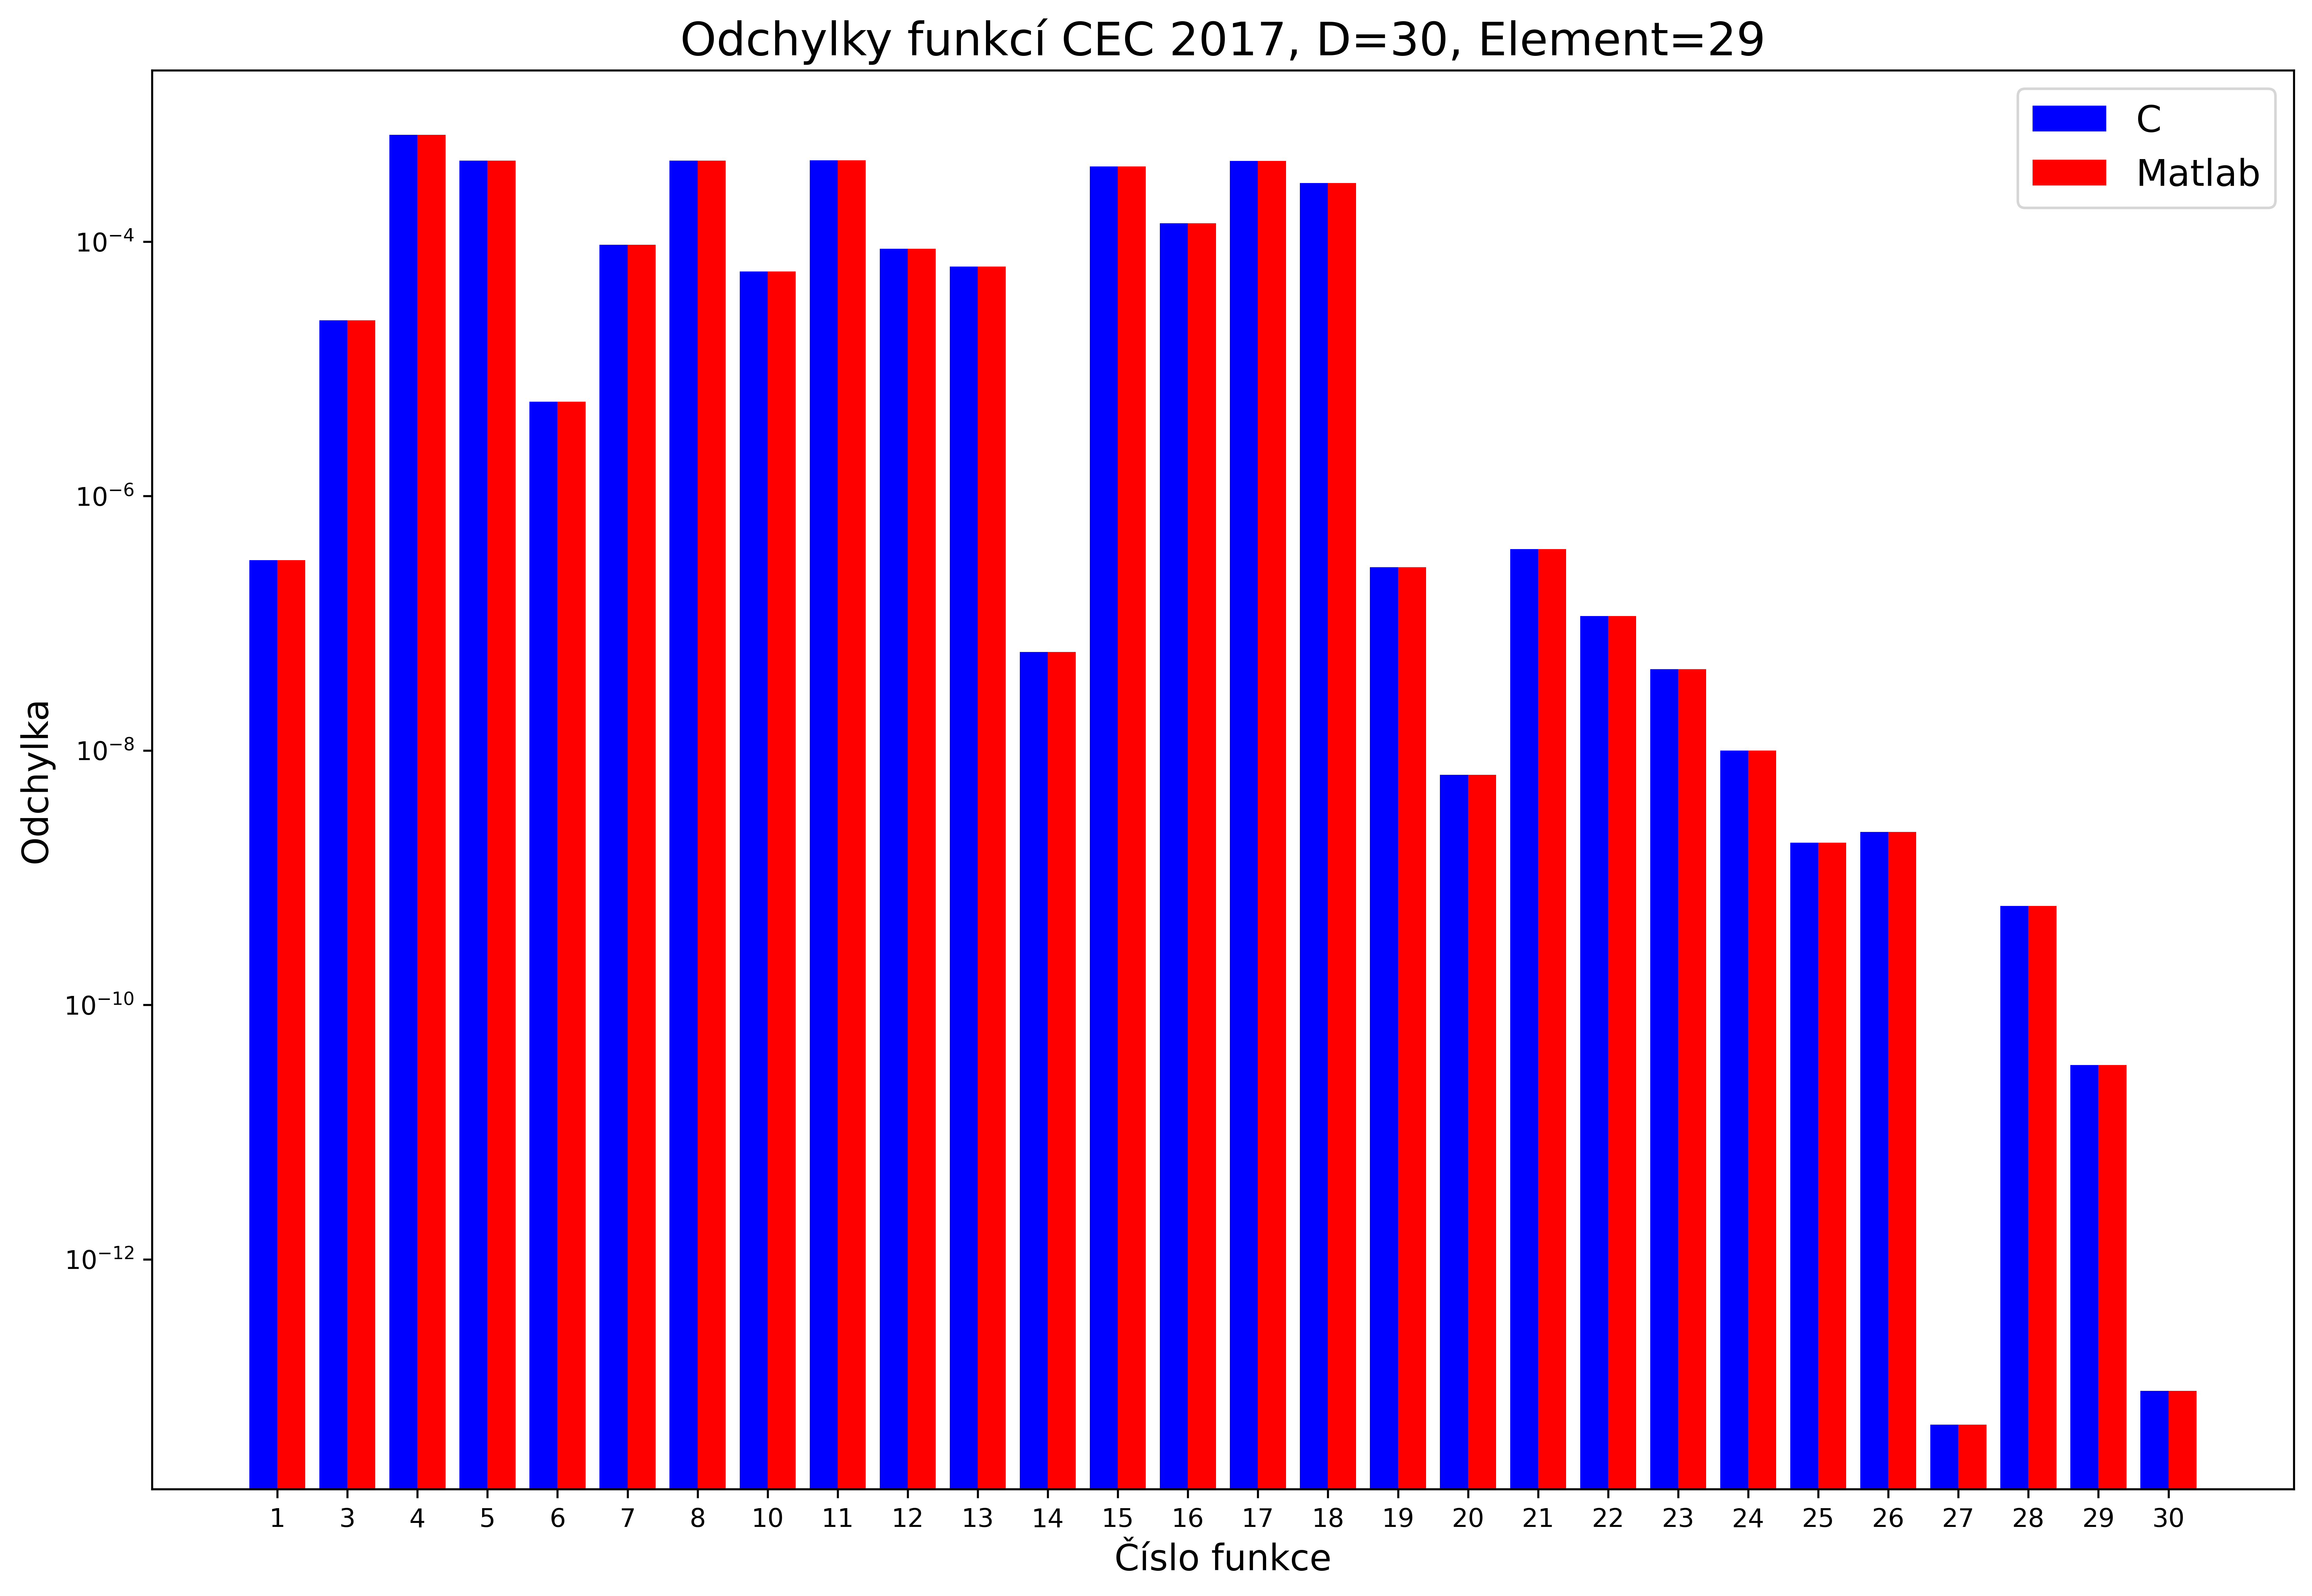 Odchylky funkcí CEC 2017, D=30, Element=29
C
Matlab
Odchylka
10⁻⁴
10⁻⁶
10⁻⁸
10⁻¹⁰
10⁻¹²
1 3 4 5 6 7 8 10 11 12 13 14 15 16 17 18 19 20 21 22 23 24 25 26 27 28 29 30
Číslo funkce